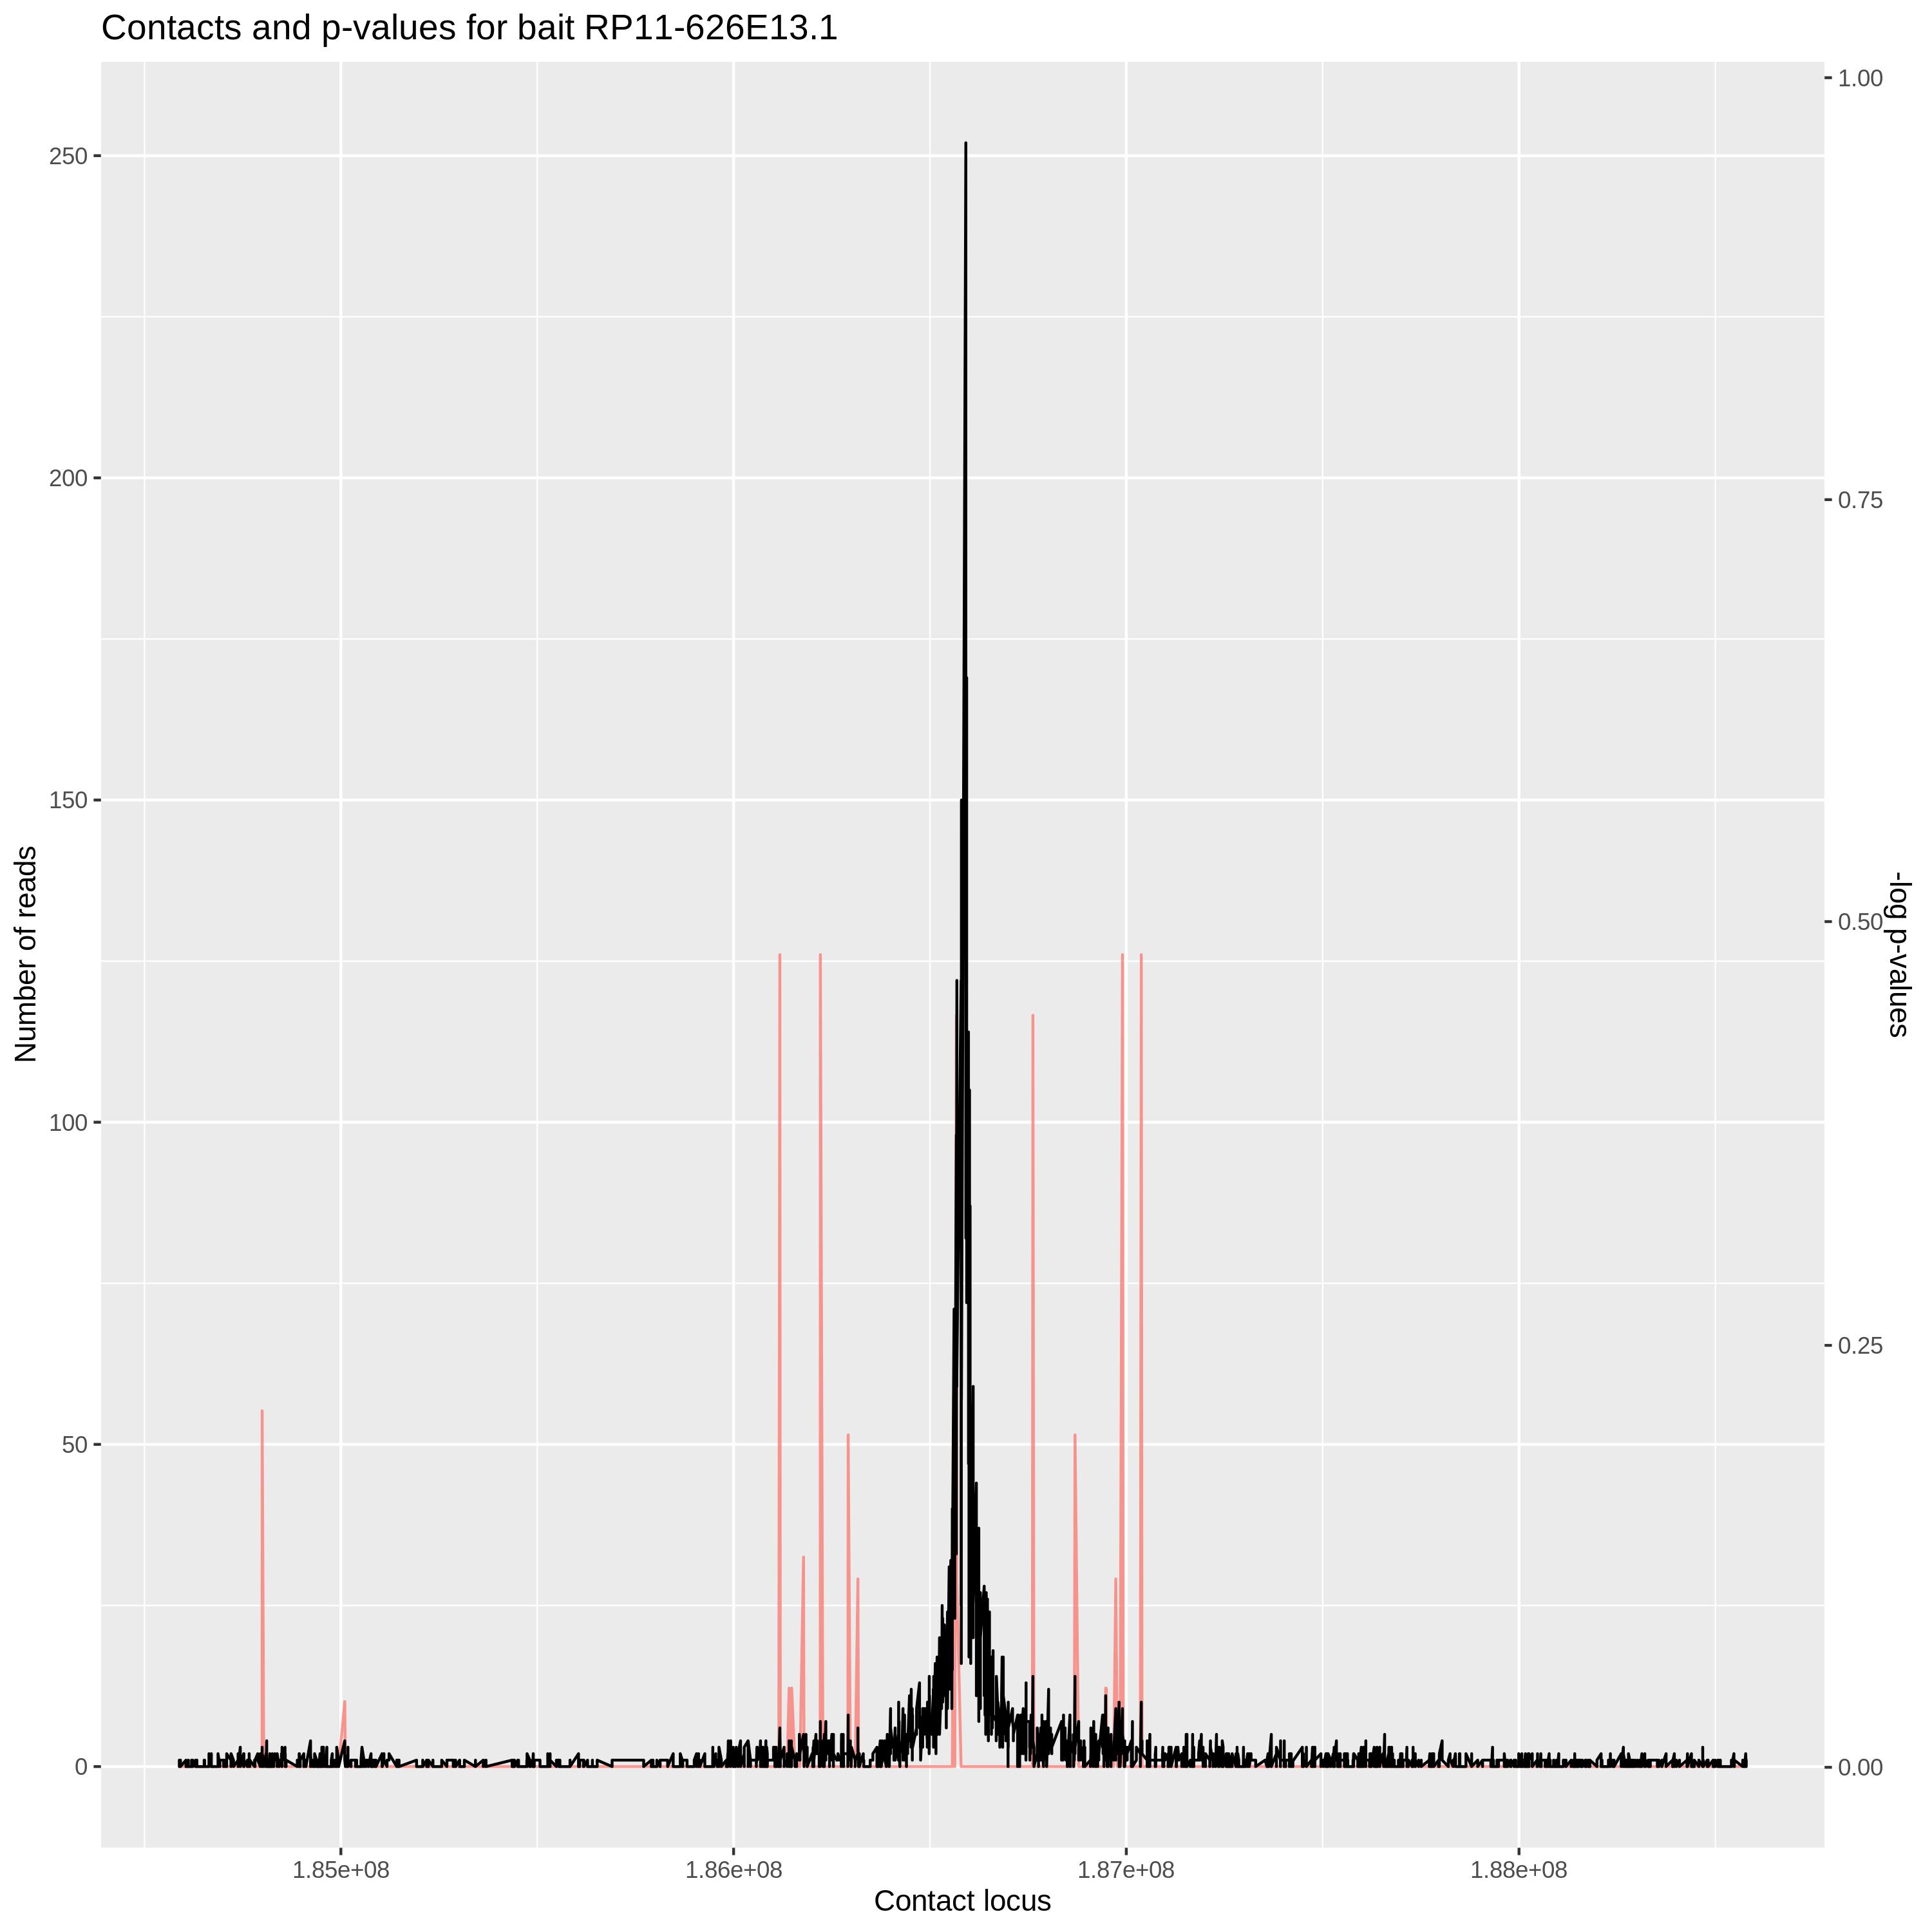 Contacts and p-values for bait RP11-626E13.1
250
200
150
100
50
0
Number of reads
1.00
0.75
0.50
0.25
0.00
-log p-values
1.85e+08
1.86e+08
1.87e+08
1.88e+08
Contact locus